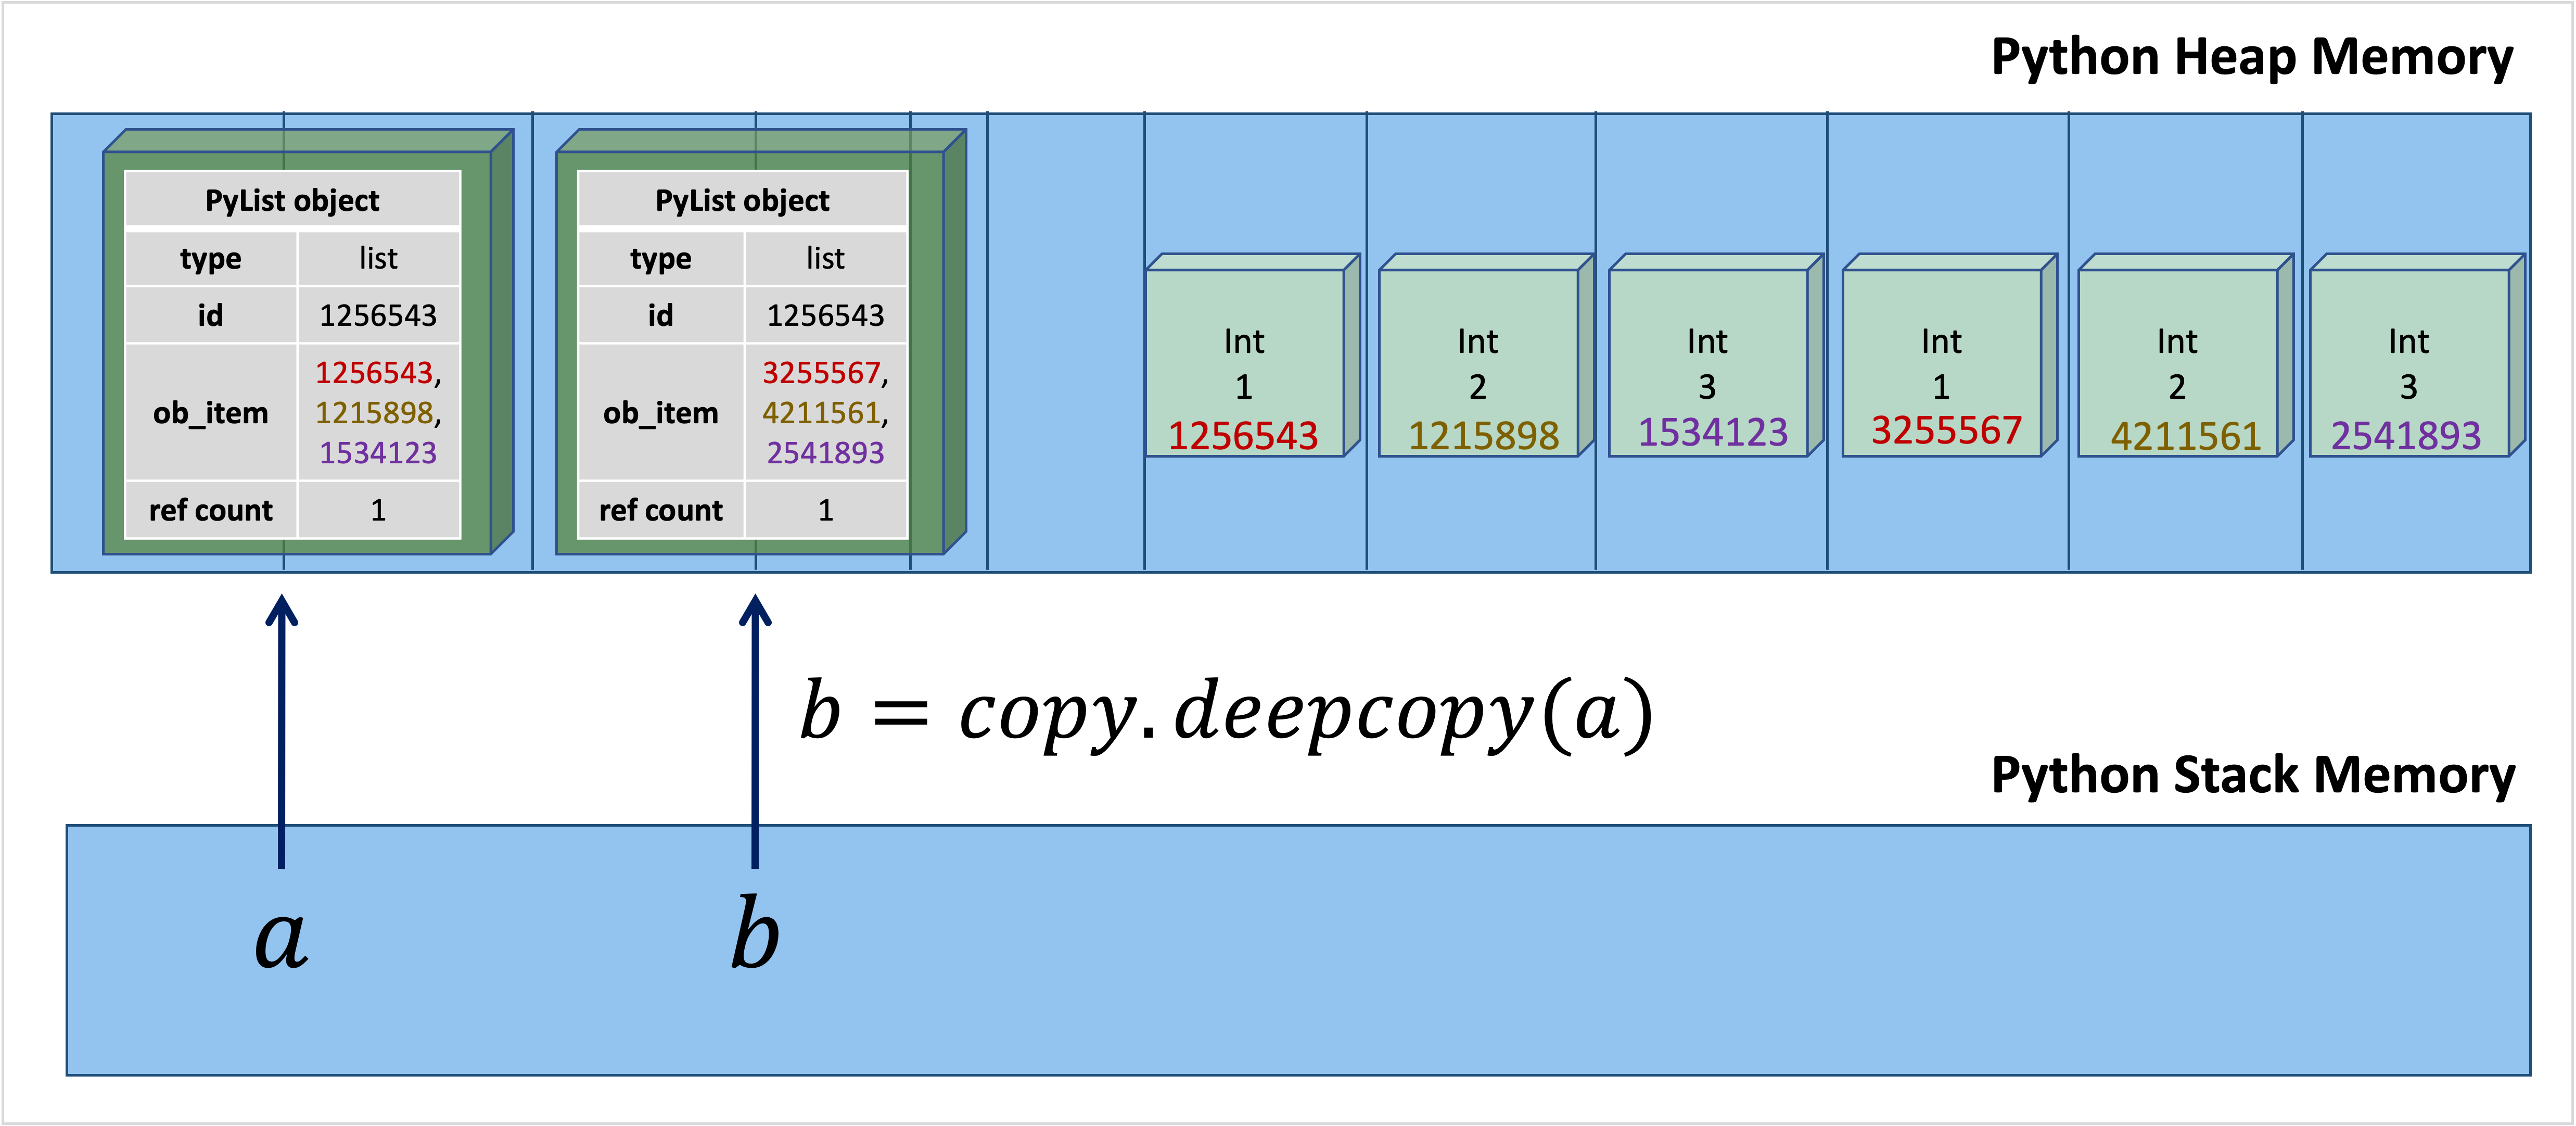 Python Heap Memory
PyList object
type list
id 1256543
ob_item 1256543,
1215898,
1534123
ref count 1
PyList object
type list
id 1256543
ob_item 3255567,
4211561,
2541893
ref count 1
Int
1
1256543
Int
2
1215898
Int
3
1534123
Int
1
3255567
Int
2
4211561
Int
3
2541893
b = copy.deepcopy(a)
Python Stack Memory
a
b